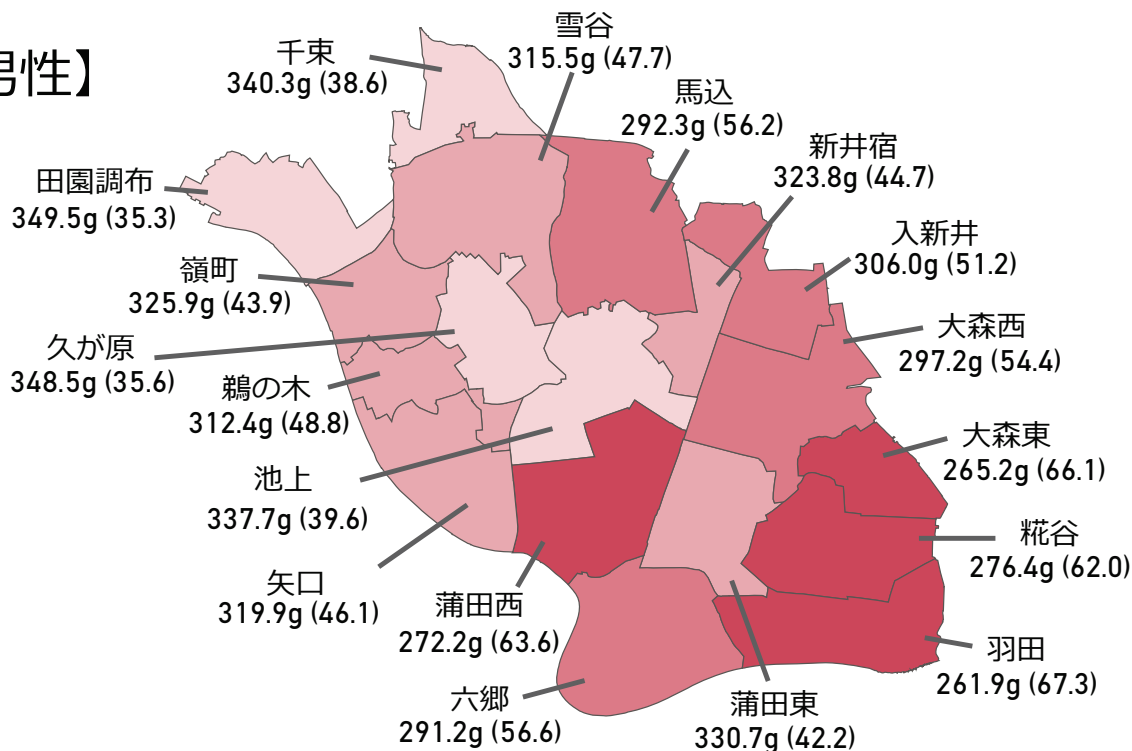 男性】
千束
340.3g (38.6)
雪谷
315.5g (47.7)
馬込
292.3g (56.2)
新井宿
323.8g (44.7)
田園調布
349.5g (35.3)
入新井
306.0g (51.2)
嶺町
325.9g (43.9)
大森西
297.2g (54.4)
久が原
348.5g (35.6)
鵜の木
312.4g (48.8)
大森東
265.2g (66.1)
池上
337.7g (39.6)
糀谷
276.4g (62.0)
矢口
319.9g (46.1)
蒲田西
272.2g (63.6)
羽田
261.9g (67.3)
六郷
291.2g (56.6)
蒲田東
330.7g (42.2)